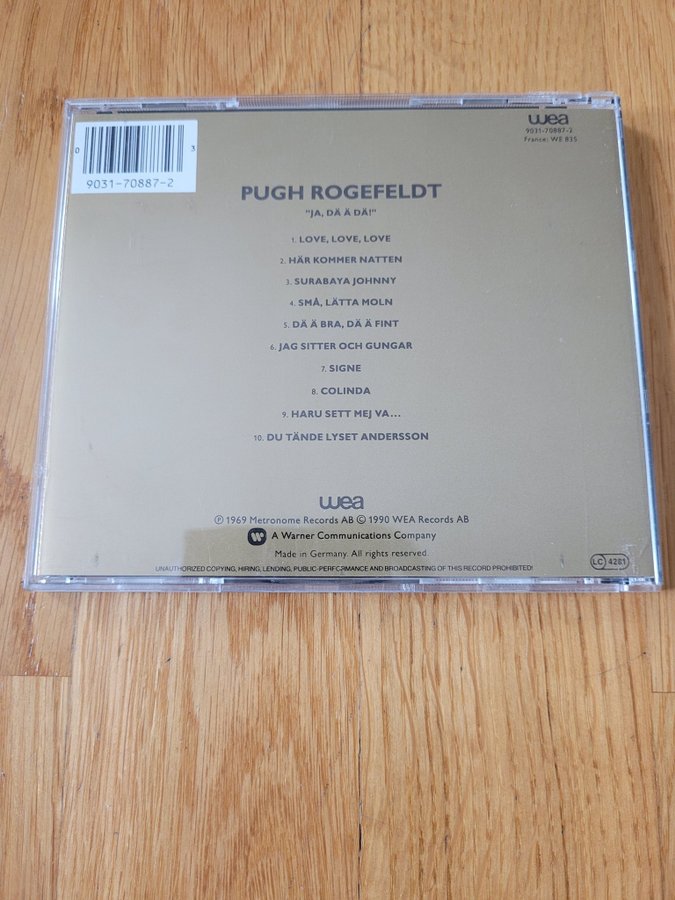 0 3
9031-70887-2
wea
9031-70887-2
France: WE 835
PUGH ROGEFELDT
"JA, DÄ Ä DÄ!"
1. LOVE, LOVE, LOVE
2. HÄR KOMMER NATTEN
3. SURABAYA JOHNNY
4. SMÅ, LÄTTA MOLN
5. DÄ Ä BRA, DÄ Ä FINT
6. JAG SITTER OCH GUNGAR
7. SIGNE
8. COLINDA
9. HARU SETT MEJ VA...
10. DU TÄNDE LYSET ANDERSSON
wea
℗ 1969 Metronome Records AB © 1990 WEA Records AB
A Warner Communications Company
Made in Germany. All rights reserved
UNAUTHORIZED COPYING, HIRING, LENDING, PUBLIC-PERFORMANCE AND BROADCASTING OF THIS RECORD PROHIBITED!
LC 4281